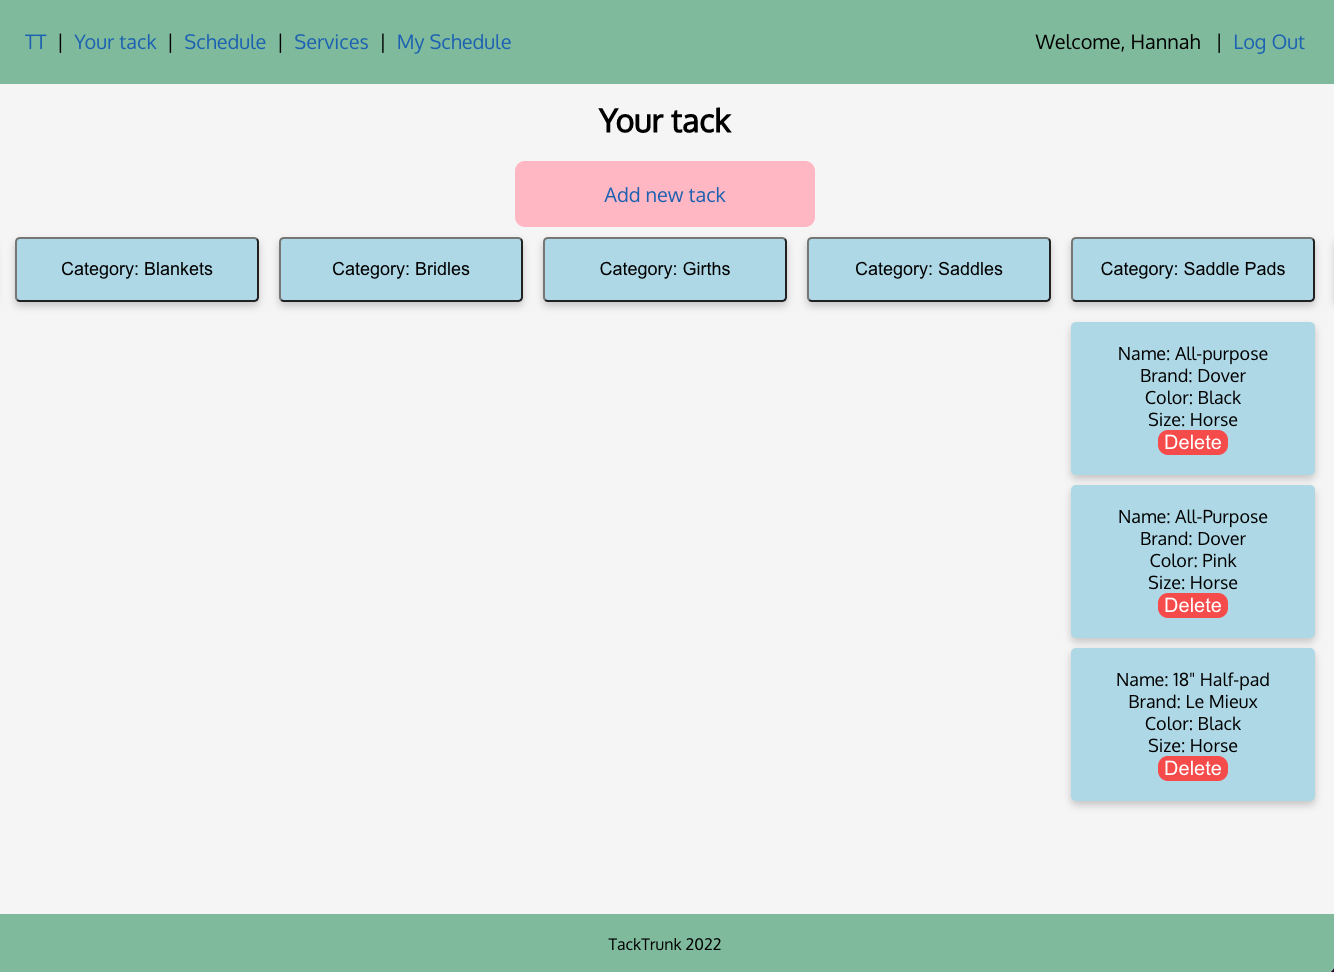 TT | Your tack | Schedule | Services | My Schedule Welcome, Hannah | Log Out
Your tack
Add new tack
Category: Blankets Category: Bridles Category: Girths Category: Saddles Category: Saddle Pads
Name: All-purpose
Brand: Dover
Color: Black
Size: Horse
Delete
Name: All-Purpose
Brand: Dover
Color: Pink
Size: Horse
Delete
Name: 18" Half-pad
Brand: Le Mieux
Color: Black
Size: Horse
Delete
TackTrunk 2022